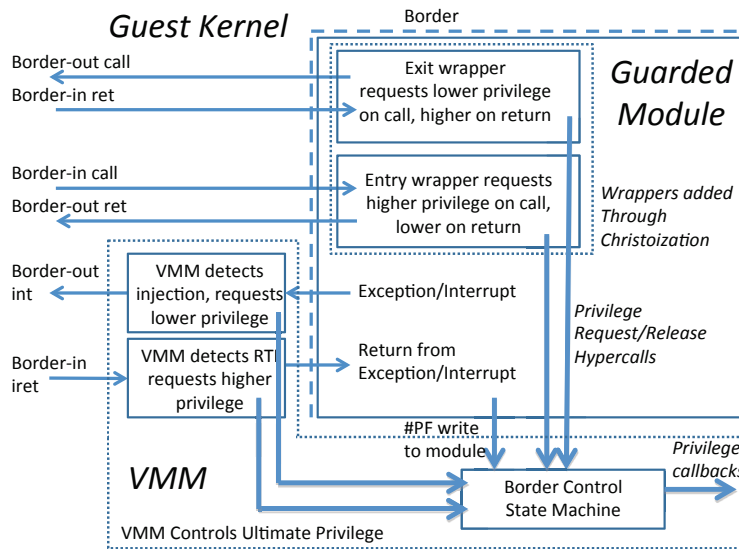 Guest Kernel
Border
Border-out call
Border-in ret
Exit wrapper
requests lower privilege
on call, higher on return
Guarded
Module
Border-in call
Border-out ret
Entry wrapper requests
higher privilege on call,
lower on return
Wrappers added
Through
Christoization
Border-out
int
VMM detects
injection, requests
lower privilege
Exception/Interrupt
Privilege
Request/Release
Hypercalls
Border-in
iret
VMM detects RTI
requests higher
privilege
Return from
Exception/Interrupt
#PF write
to module
Privilege
callbacks
VMM
Border Control
State Machine
VMM Controls Ultimate Privilege